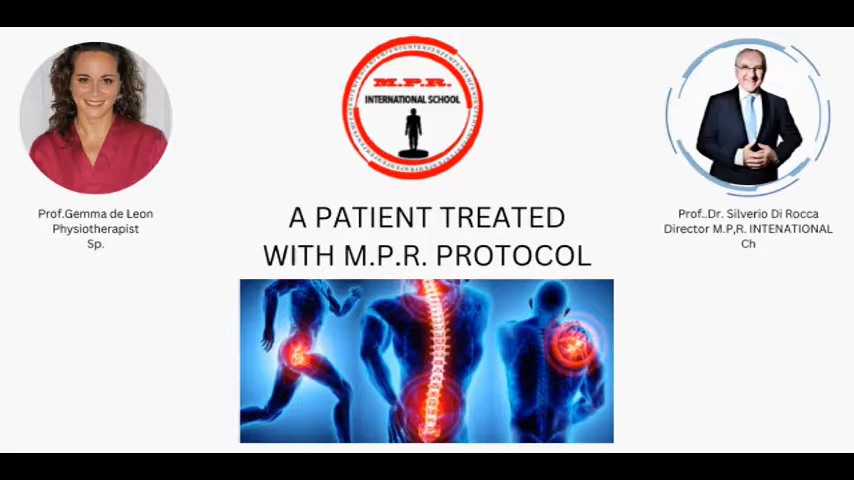 M.P.R.
INTERNATIONAL SCHOOL
Prof.Gemma de Leon
Physiotherapist
Sp.
A PATIENT TREATED
WITH M.P.R. PROTOCOL
Prof..Dr. Silverio Di Rocca
Director M.P,R. INTENATIONAL
Ch